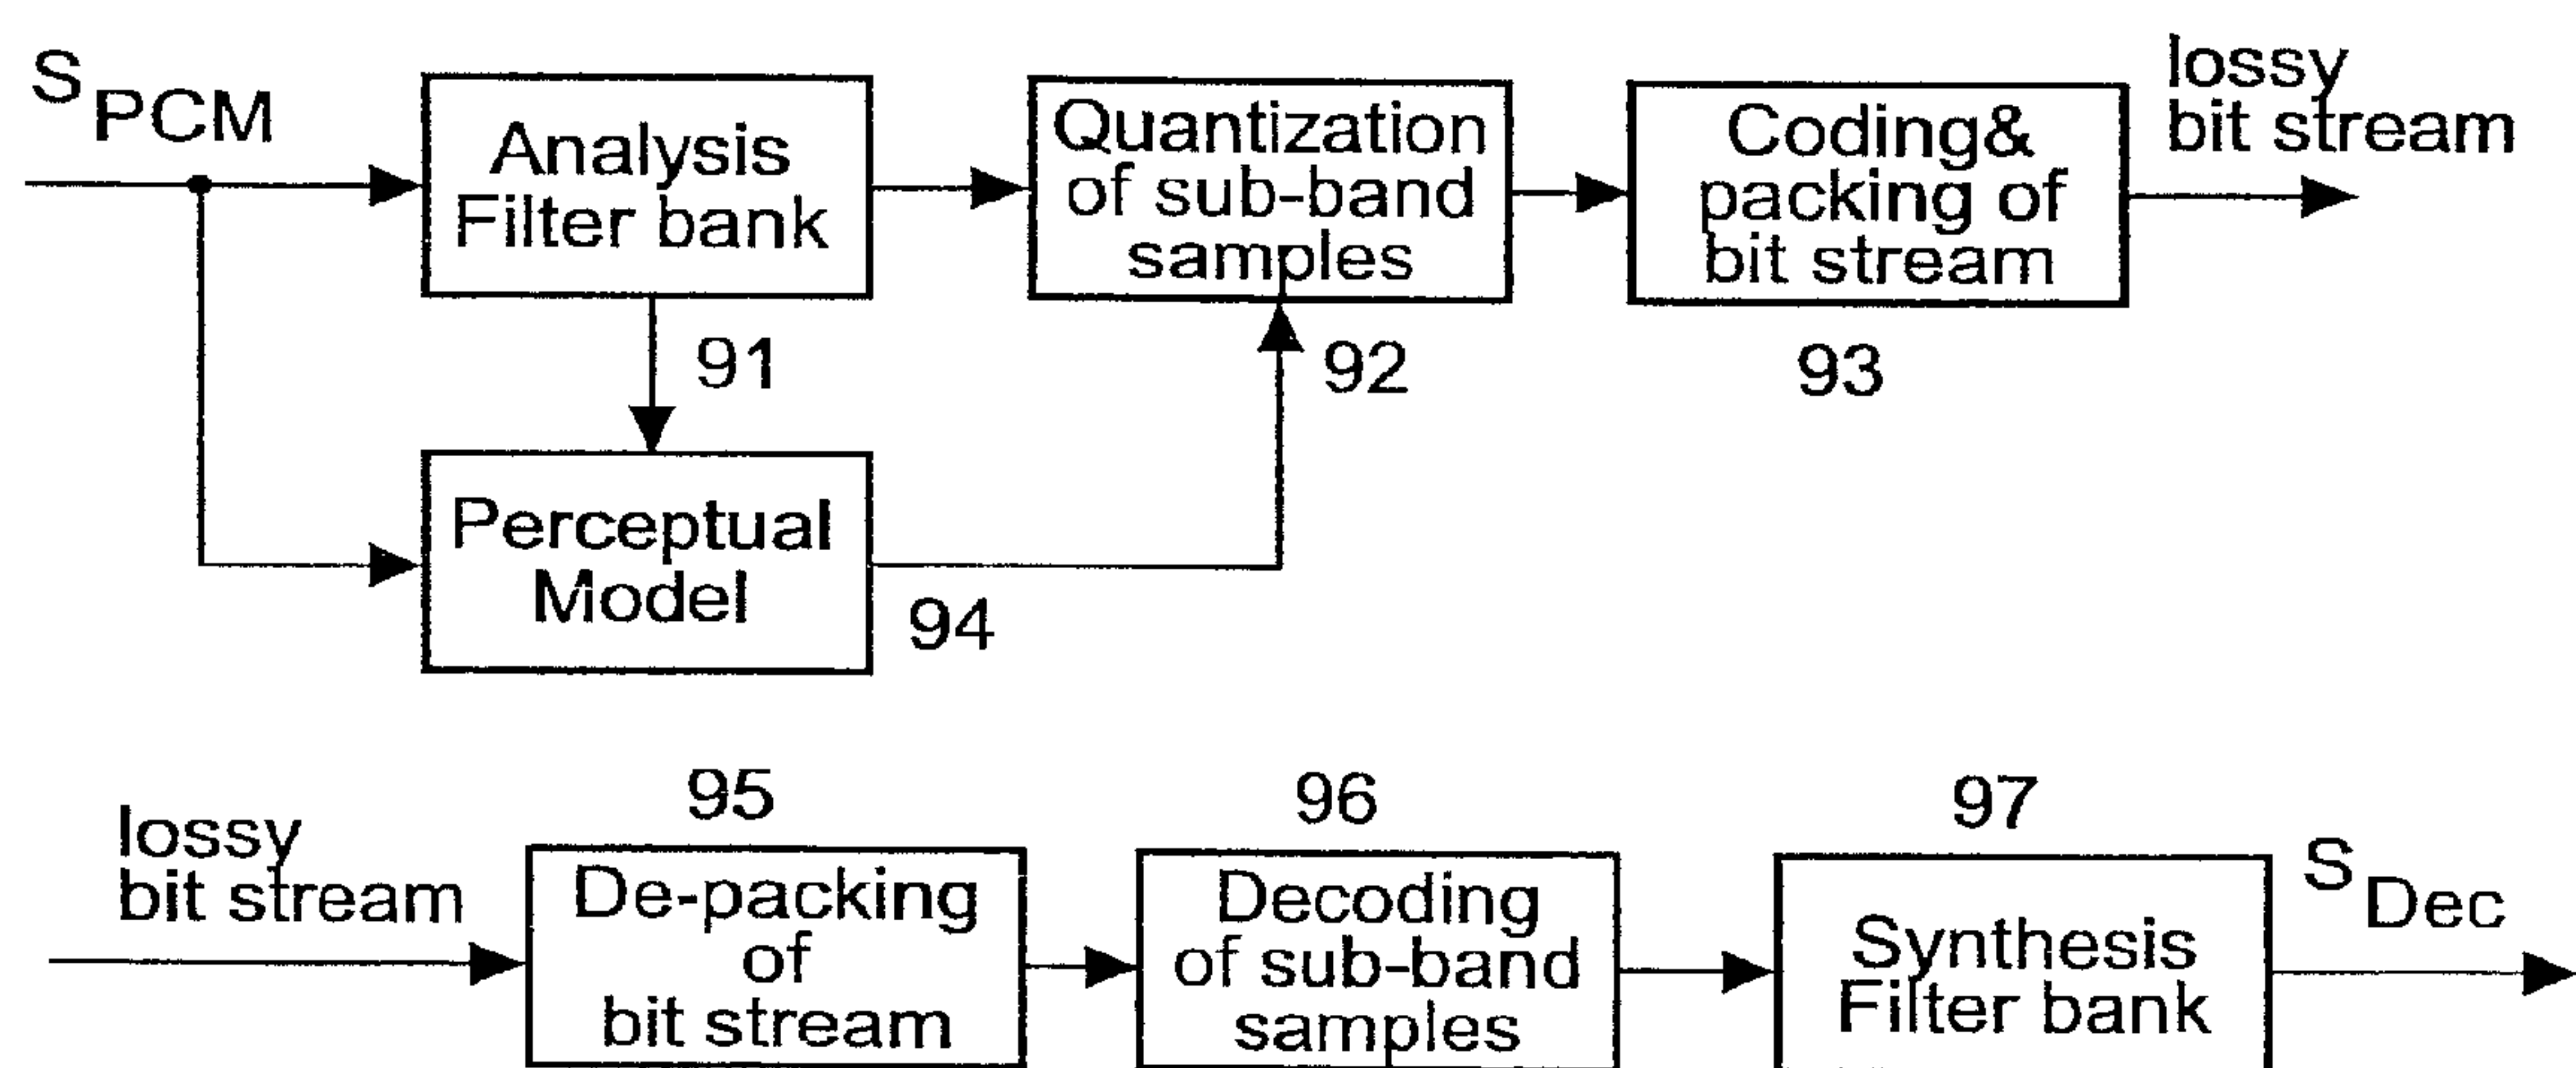 S PCM
Analysis
Filter bank
91
Quantization
of sub-band
samples
92
Coding&
packing of
bit stream
93
lossy
bit stream
Perceptual
Model
94
lossy
bit stream
95
De-packing
of
bit stream
96
Decoding
of sub-band
samples
97
Synthesis
Filter bank
S Dec